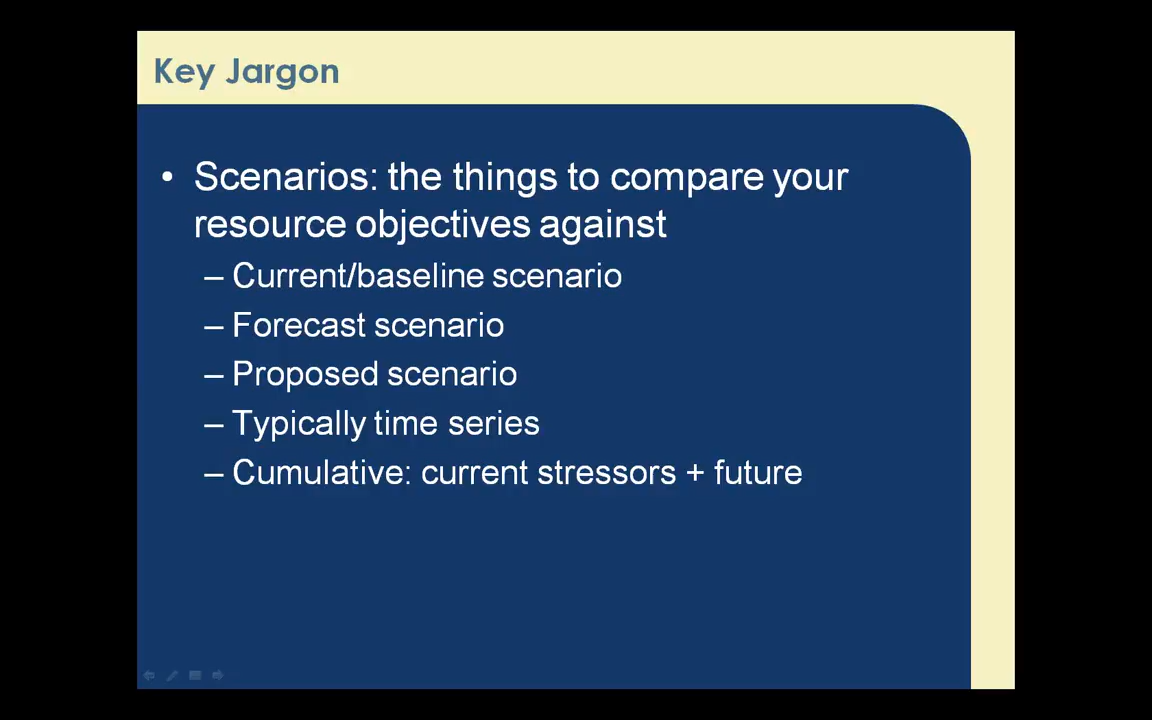 Key Jargon
• Scenarios: the things to compare your
resource objectives against
– Current/baseline scenario
– Forecast scenario
– Proposed scenario
– Typically time series
– Cumulative: current stressors + future